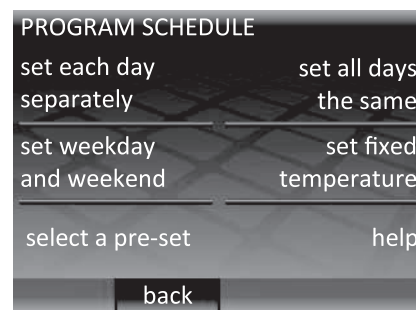 PROGRAM SCHEDULE
set each day
separately
set all days
the same
set weekday
and weekend
set fixed
temperature
select a pre-set
help
back